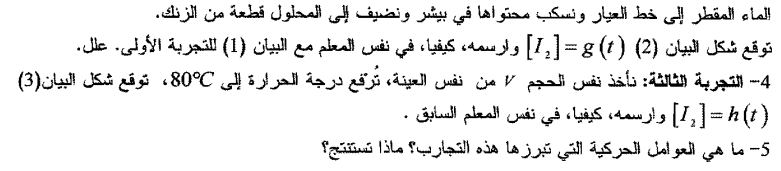 الماء المقطر إلى خط العيار ونسكب محتواها في بيشر ونضيف إلى المحلول قطعة من الزنك.
توقع شكل البيان (2) [I₂] = g(t) وارسمه، كيفيا، في نفس المعلم مع البيان (1) للتجربة الأولى. علل.
4- التجربة الثالثة: نأخذ نفس الحجم V من نفس العينة، تُرفع درجة الحرارة إلى 80°C، توقع شكل البيان(3)
[I₂] = h(t) وارسمه، كيفيا، في نفس المعلم السابق .
5- ما هي العوامل الحركية التي تبرزها هذه التجارب؟ ماذا تستنتج؟